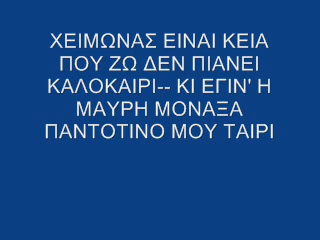 ΧΕΙΜΩΝΑΣ ΕΙΝΑΙ ΚΕΙΑ
ΠΟΥ ΖΩ ΔΕΝ ΠΙΑΝΕΙ
ΚΑΛΟΚΑΙΡΙ-- ΚΙ ΕΓΙΝ' Η
ΜΑΥΡΗ ΜΟΝΑΞΑ
ΠΑΝΤΟΤΙΝΟ ΜΟΥ ΤΑΙΡΙ